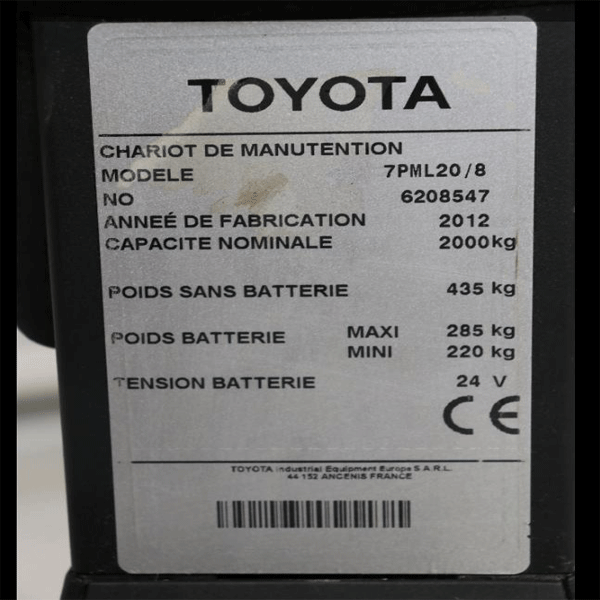 TOYOTA
CHARIOT DE MANUTENTION
MODELE 7PML20/8
NO 6208547
ANNEÉ DE FABRICATION 2012
CAPACITE NOMINALE 2000kg
POIDS SANS BATTERIE 435 kg
POIDS BATTERIE MAXI 285 kg
MINI 220 kg
TENSION BATTERIE 24 V
CE
TOYOTA Industrial Equipment Europe S.A.R.L.
44 152 ANCENIS FRANCE